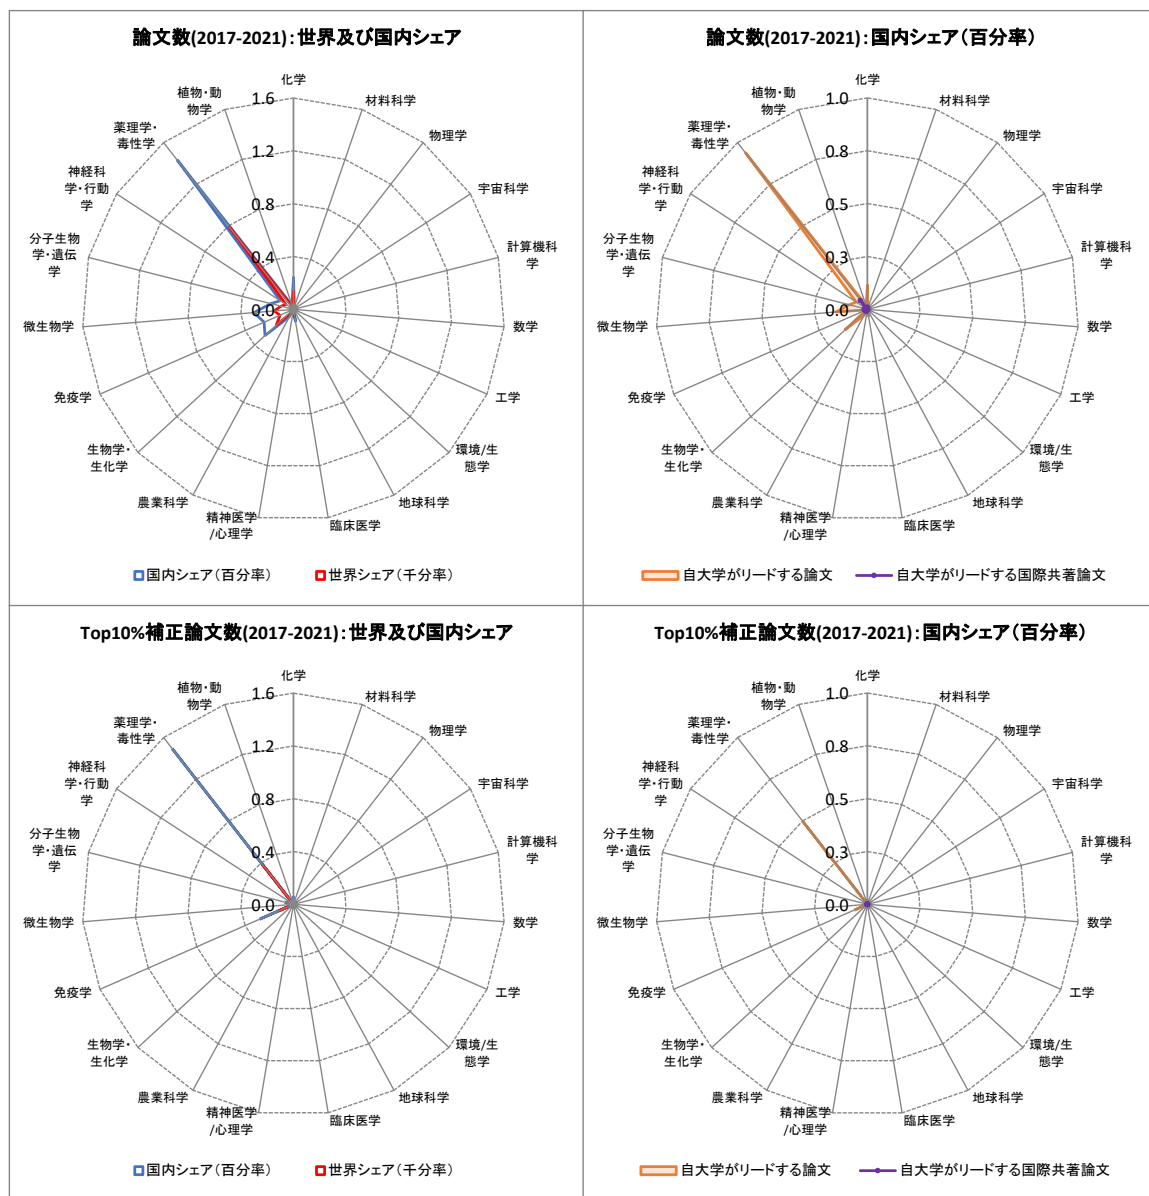 論文数(2017-2021)：世界及び国内シェア
化学
材料科学
物理学
宇宙科学
計算機科
学
数学
工学
環境/生
態学
地球科学
臨床医学
精神医学
/心理学
農業科学
生物学・
生化学
免疫学
微生物学
分子生物
学・遺伝
学
神経科
学・行動
学
薬理学・
毒性学
植物・動
物学
1.6
1.2
0.8
0.4
0.0
国内シェア（百分率）
世界シェア（千分率）
論文数(2017-2021)：国内シェア（百分率）
化学
材料科学
物理学
宇宙科学
計算機科
学
数学
工学
環境/生
態学
地球科学
臨床医学
精神医学
/心理学
農業科学
生物学・
生化学
免疫学
微生物学
分子生物
学・遺伝
学
神経科
学・行動
学
薬理学・
毒性学
植物・動
物学
1.0
0.8
0.5
0.3
0.0
自大学がリードする論文
自大学がリードする国際共著論文
Top10%補正論文数(2017-2021)：世界及び国内シェア
化学
材料科学
物理学
宇宙科学
計算機科
学
数学
工学
環境/生
態学
地球科学
臨床医学
精神医学
/心理学
農業科学
生物学・
生化学
免疫学
微生物学
分子生物
学・遺伝
学
神経科
学・行動
学
薬理学・
毒性学
植物・動
物学
1.6
1.2
0.8
0.4
0.0
国内シェア（百分率）
世界シェア（千分率）
Top10%補正論文数(2017-2021)：国内シェア（百分率）
化学
材料科学
物理学
宇宙科学
計算機科
学
数学
工学
環境/生
態学
地球科学
臨床医学
精神医学
/心理学
農業科学
生物学・
生化学
免疫学
微生物学
分子生物
学・遺伝
学
神経科
学・行動
学
薬理学・
毒性学
植物・動
物学
1.0
0.8
0.5
0.3
0.0
自大学がリードする論文
自大学がリードする国際共著論文